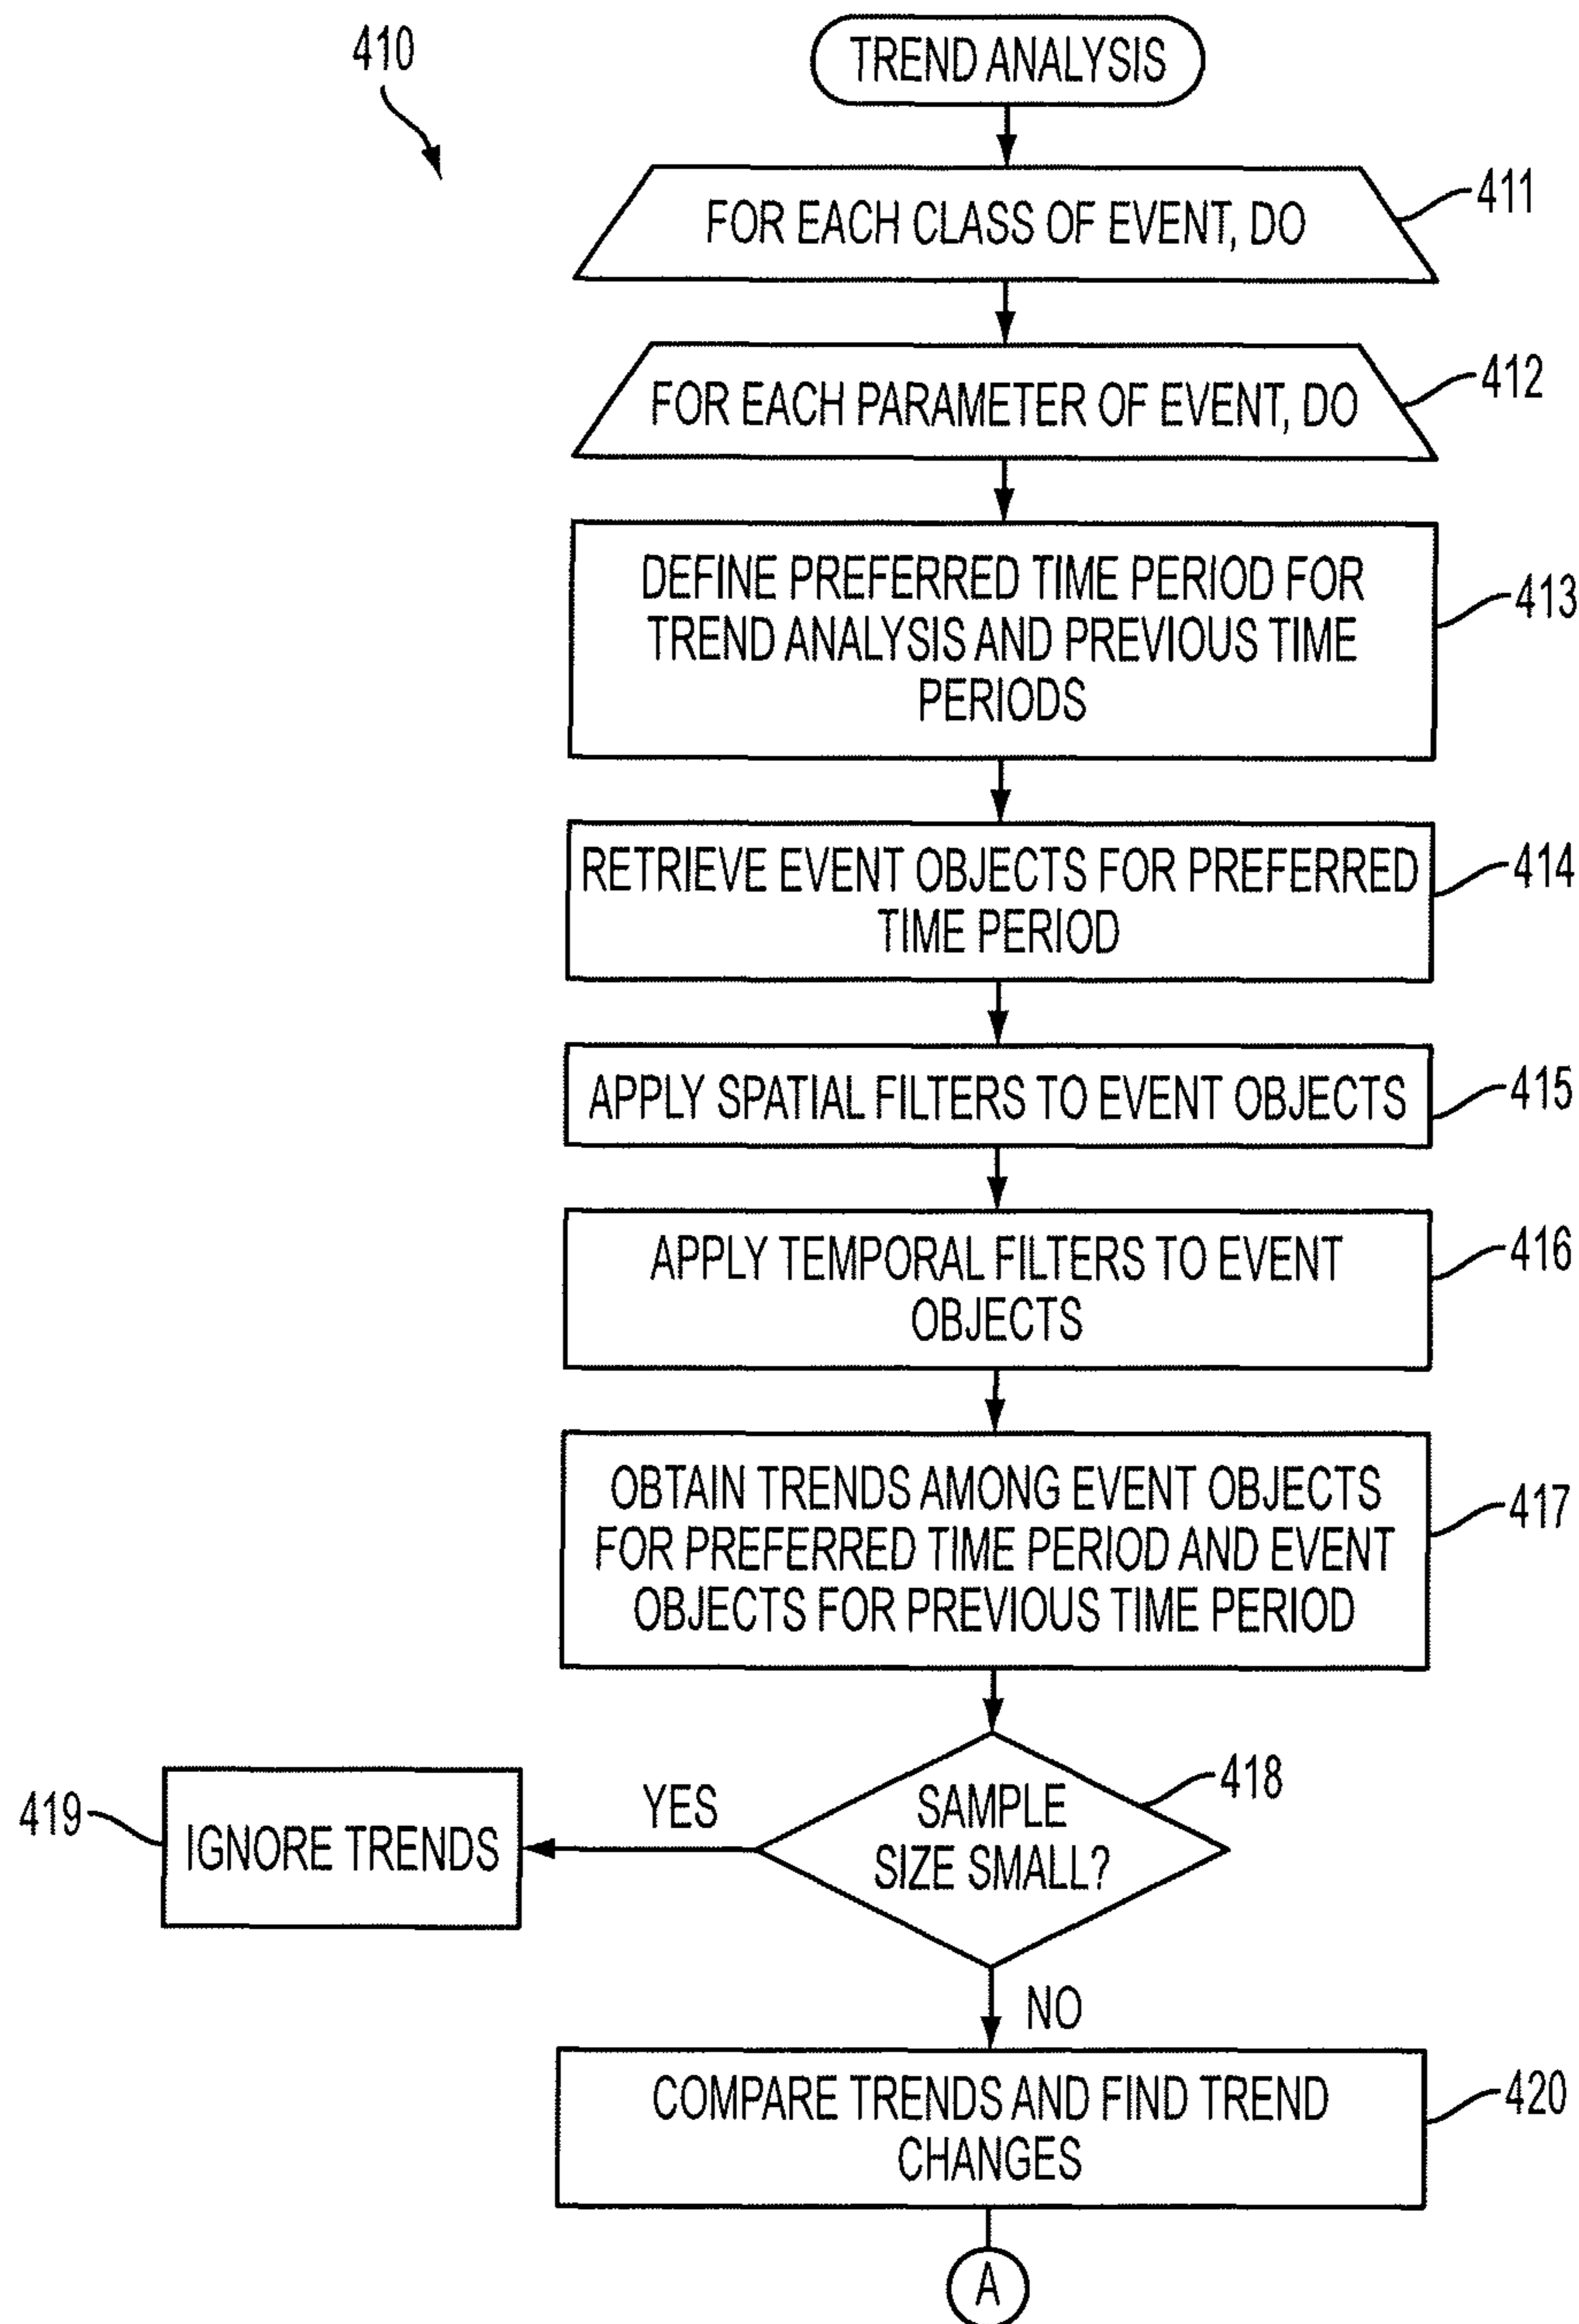 410
TREND ANALYSIS
FOR EACH CLASS OF EVENT, DO
411
FOR EACH PARAMETER OF EVENT, DO
412
DEFINE PREFERRED TIME PERIOD FOR
TREND ANALYSIS AND PREVIOUS TIME
PERIODS
413
RETRIEVE EVENT OBJECTS FOR PREFERRED
TIME PERIOD
414
APPLY SPATIAL FILTERS TO EVENT OBJECTS
415
APPLY TEMPORAL FILTERS TO EVENT
OBJECTS
416
OBTAIN TRENDS AMONG EVENT OBJECTS
FOR PREFERRED TIME PERIOD AND EVENT
OBJECTS FOR PREVIOUS TIME PERIOD
417
SAMPLE
SIZE SMALL?
418
YES
419
IGNORE TRENDS
NO
COMPARE TRENDS AND FIND TREND
CHANGES
420
A